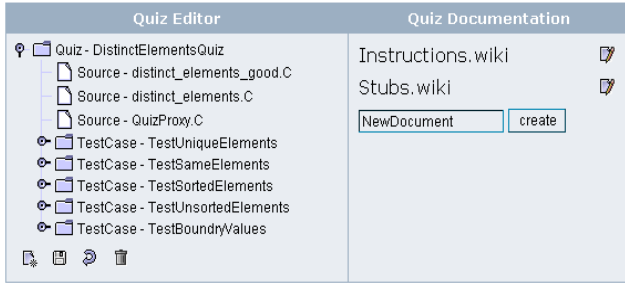 Quiz Editor
Quiz - DistinctElementsQuiz
Source - distinct_elements_good.C
Source - distinct_elements.C
Source - QuizProxy.C
TestCase - TestUniqueElements
TestCase - TestSameElements
TestCase - TestSortedElements
TestCase - TestUnsortedElements
TestCase - TestBoundryValues
Quiz Documentation
Instructions.wiki
Stubs.wiki
NewDocument create